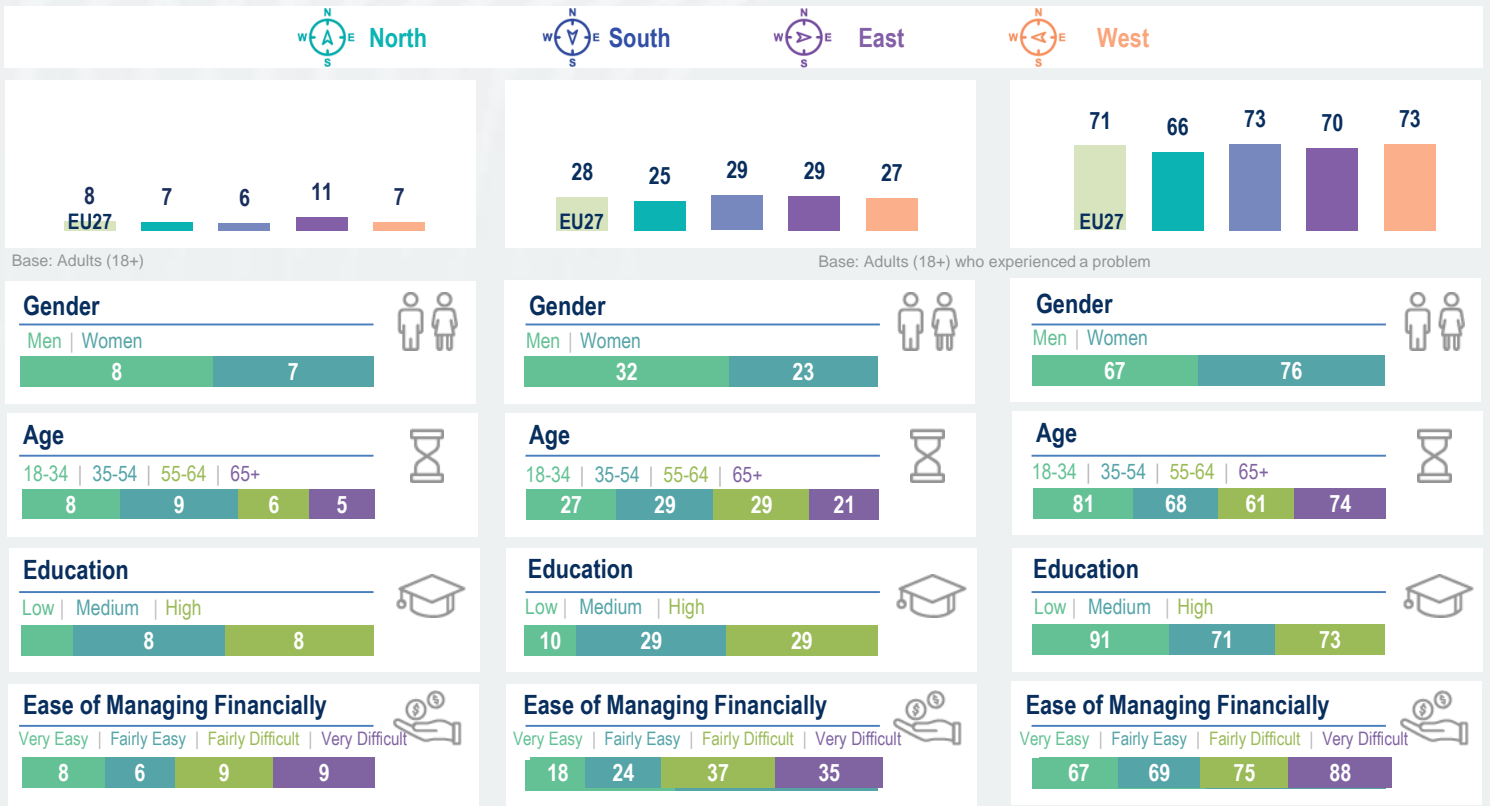 N N N N
W E North W E South W E East W E West
S S S S
8 7 6 11 7
EU27
28 25 29 29 27
EU27
71 66 73 70 73
EU27
Base: Adults (18+)
Base: Adults (18+) who experienced a problem
Gender
Men | Women
8 7
Gender
Men | Women
32 23
Gender
Men | Women
67 76
Age
18-34 | 35-54 | 55-64 | 65+
8 9 6 5
Age
18-34 | 35-54 | 55-64 | 65+
27 29 29 21
Age
18-34 | 35-54 | 55-64 | 65+
81 68 61 74
Education
Low | Medium | High
8 8
Education
Low | Medium | High
10 29 29
Education
Low | Medium | High
91 71 73
Ease of Managing Financially
Very Easy | Fairly Easy | Fairly Difficult | Very Difficult
8 6 9 9
Ease of Managing Financially
Very Easy | Fairly Easy | Fairly Difficult | Very Difficult
18 24 37 35
Ease of Managing Financially
Very Easy | Fairly Easy | Fairly Difficult | Very Difficult
67 69 75 88